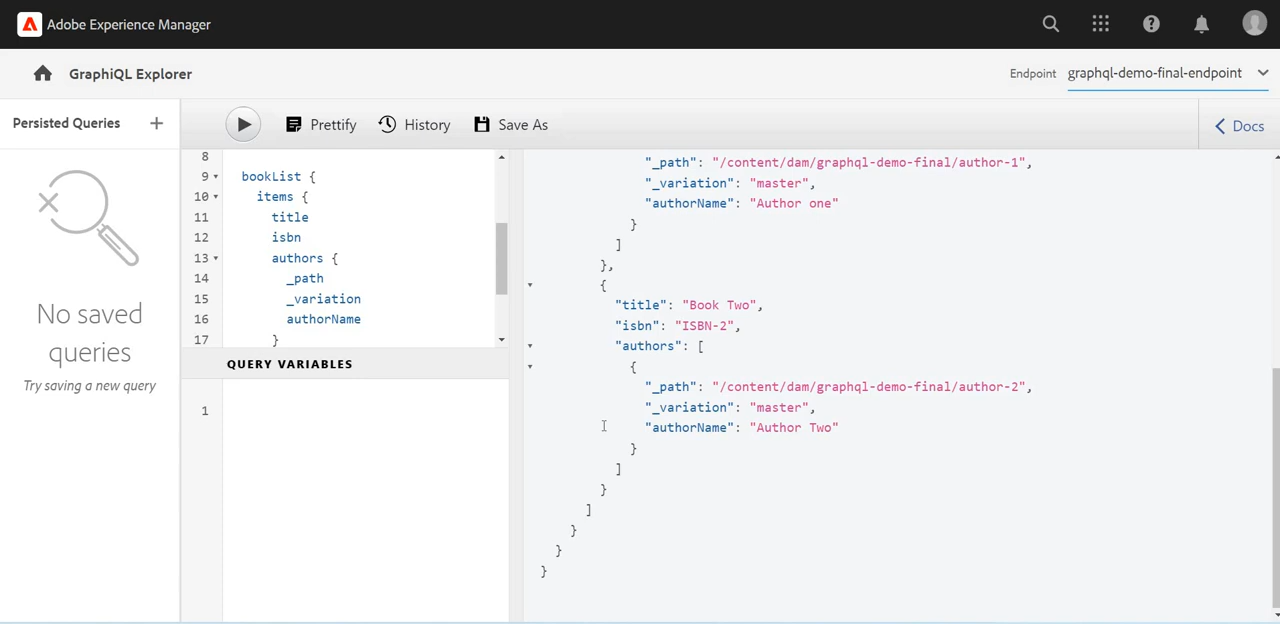 Adobe Experience Manager
GraphiQL Explorer
Endpoint graphql-demo-final-endpoint
Persisted Queries +
Prettify History Save As
Docs
No saved
queries
Try saving a new query
8
9 bookList {
10 items {
11 title
12 isbn
13 authors {
14 _path
15 _variation
16 authorName
17 }
QUERY VARIABLES
1
"_path": "/content/dam/graphql-demo-final/author-1",
"_variation": "master",
"authorName": "Author one"
}
]
},
{
"title": "Book Two",
"isbn": "ISBN-2",
"authors": [
{
"_path": "/content/dam/graphql-demo-final/author-2",
"_variation": "master",
"authorName": "Author Two"
}
]
}
]
}
}
}